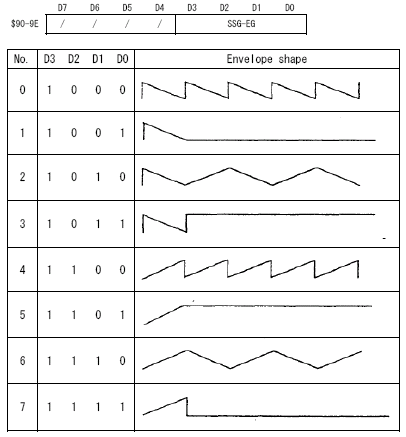 D7 D6 D5 D4 D3 D2 D1 D0
$90-9E / / / / SSG-EG
No. D3 D2 D1 D0 Envelope shape
0 1 0 0 0
1 1 0 0 1
2 1 0 1 0
3 1 0 1 1
4 1 1 0 0
5 1 1 0 1
6 1 1 1 0
7 1 1 1 1